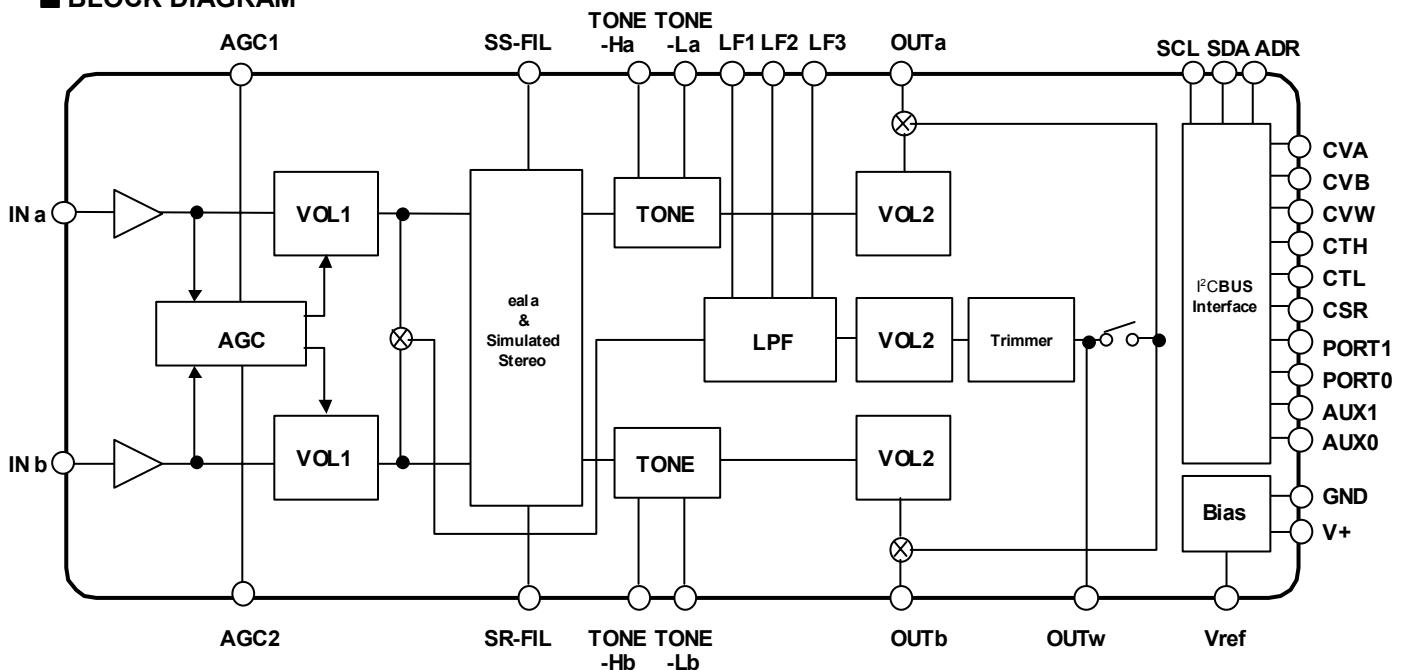 ■ BLOCK DIAGRAM
AGC1
SS-FIL
TONE
-Ha
TONE
-La
LF1
LF2
LF3
OUTa
SCL
SDA
ADR
INa
VOL1
TONE
VOL2
AGC
eala
&
Simulated
Stereo
LPF
VOL2
Trimmer
I²CBUS
Interface
CVA
CVB
CVW
CTH
CTL
CSR
PORT1
PORT0
AUX1
AUX0
INb
VOL1
TONE
VOL2
Bias
GND
V+
AGC2
SR-FIL
TONE
-Hb
TONE
-Lb
OUTb
OUTw
Vref